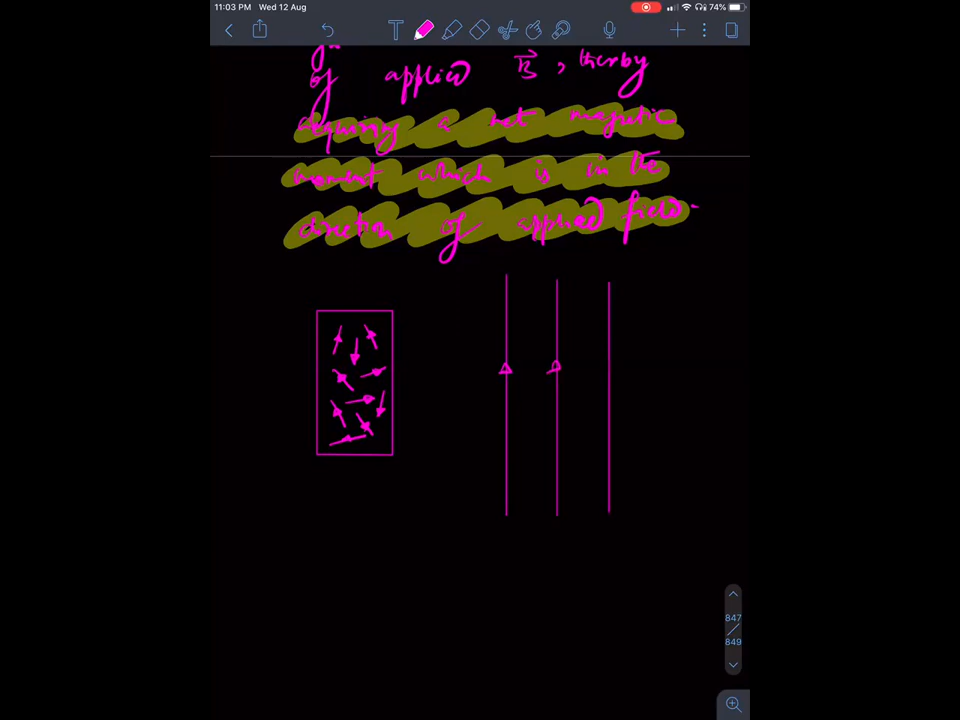 11:03 PM Wed 12 Aug 74%
of applied B⃗, thereby
acquiring a net magnetic
moment which is in the
direction of applied field.
847
849